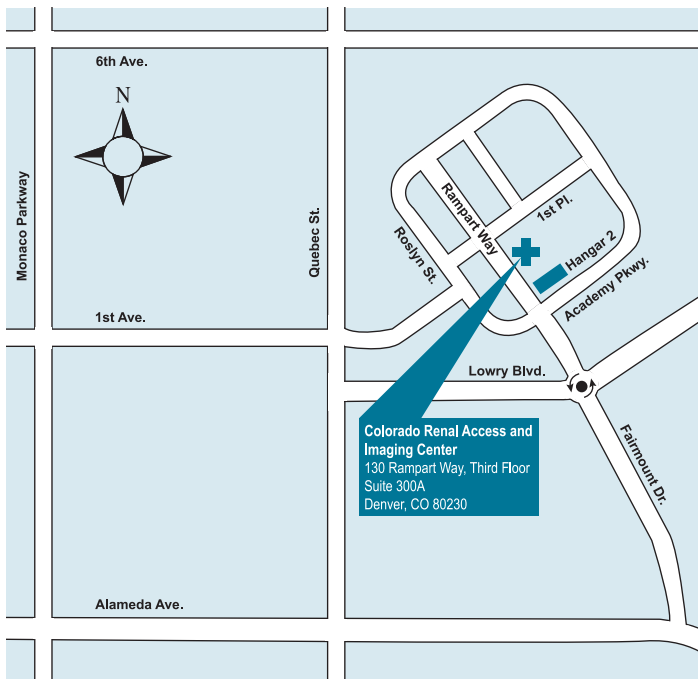 6th Ave.
N
Monaco Parkway
Quebec St.
Rampart Way
1st Pl.
Roslyn St.
Hangar 2
Academy Pkwy.
1st Ave.
Lowry Blvd.
Colorado Renal Access and
Imaging Center
130 Rampart Way, Third Floor
Suite 300A
Denver, CO 80230
Fairmount Dr.
Alameda Ave.